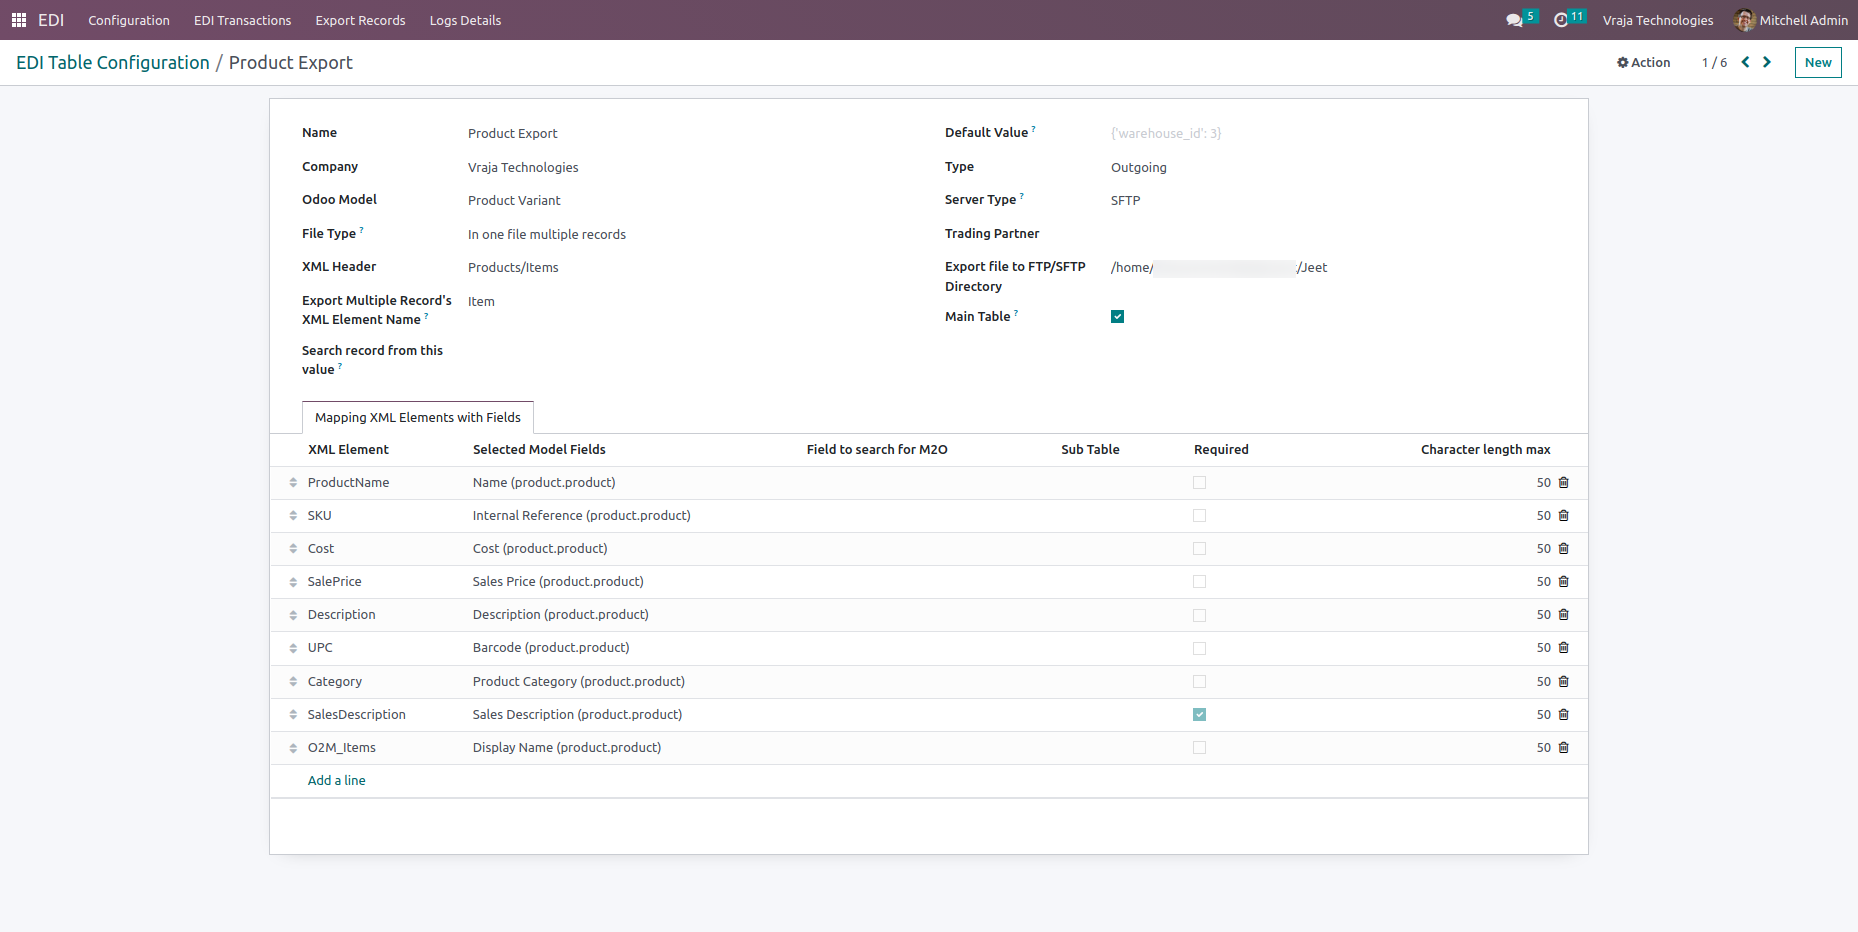 EDI Configuration EDI Transactions Export Records Logs Details 5 11 Vraja Technologies Mitchell Admin
EDI Table Configuration / Product Export Action 1 / 6 New
Name Product Export
Company Vraja Technologies
Odoo Model Product Variant
File Type ? In one file multiple records
XML Header Products/Items
Export Multiple Record's
XML Element Name ? Item
Search record from this
value ?
Default Value ? {'warehouse_id': 3}
Type Outgoing
Server Type ? SFTP
Trading Partner
Export file to FTP/SFTP /home/ /Jeet
Directory
Main Table ?
Mapping XML Elements with Fields
XML Element Selected Model Fields Field to search for M2O Sub Table Required Character length max
ProductName Name (product.product) 50
SKU Internal Reference (product.product) 50
Cost Cost (product.product) 50
SalePrice Sales Price (product.product) 50
Description Description (product.product) 50
UPC Barcode (product.product) 50
Category Product Category (product.product) 50
SalesDescription Sales Description (product.product) 50
O2M_Items Display Name (product.product) 50
Add a line